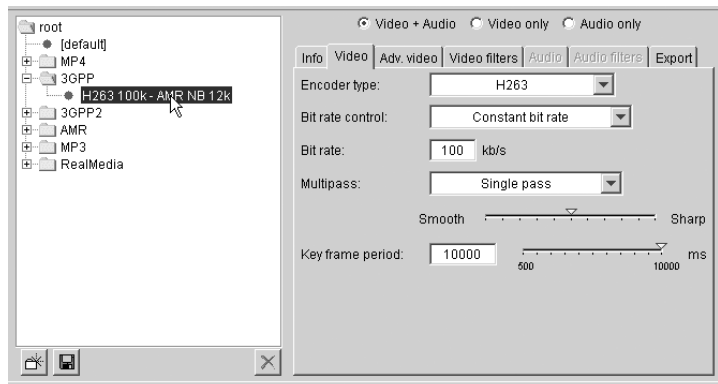 root
[default]
MP4
3GPP
H263 100k - AMR NB 12k
3GPP2
AMR
MP3
RealMedia
Video + Audio Video only Audio only
Info Video Adv. video Video filters Audio Audio filters Export
Encoder type: H263
Bit rate control: Constant bit rate
Bit rate: 100 kb/s
Multipass: Single pass
Smooth Sharp
Key frame period: 10000 ms
500 10000